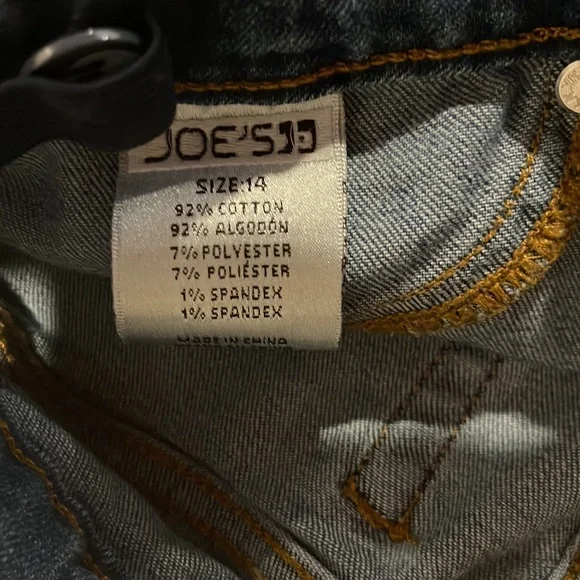 JOE'S
SIZE:14
92% COTTON
92% ALGODÓN
7% POLYESTER
7% POLIÉSTER
1% SPANDEX
1% SPANDEX
MADE IN CHINA